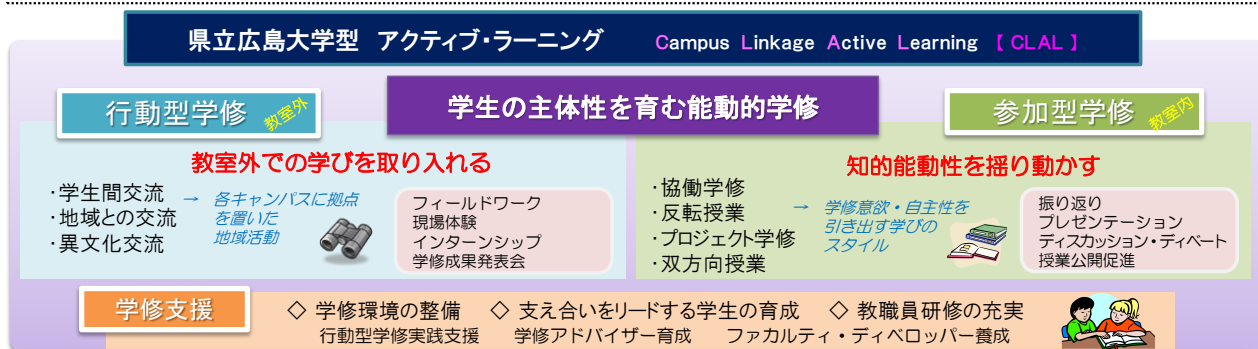 県立広島大学型 アクティブ・ラーニング Campus Linkage Active Learning 【 CLAL 】
学生の主体性を育む能動的学修
行動型学修 教室外
教室外での学びを取り入れる
・学生間交流
・地域との交流
・異文化交流
→ 各キャンパスに拠点
を置いた
地域活動
フィールドワーク
現場体験
インターンシップ
学修成果発表会
参加型学修 教室内
知的能動性を揺り動かす
・協働学修
・反転授業
・プロジェクト学修
・双方向授業
→ 学修意欲・自主性を
引き出す学びの
スタイル
振り返り
プレゼンテーション
ディスカッション・ディベート
授業公開促進
学修支援
◇ 学修環境の整備 ◇ 支え合いをリードする学生の育成 ◇ 教職員研修の充実
行動型学修実践支援 学修アドバイザー育成 ファカルティ・ディベロッパー養成